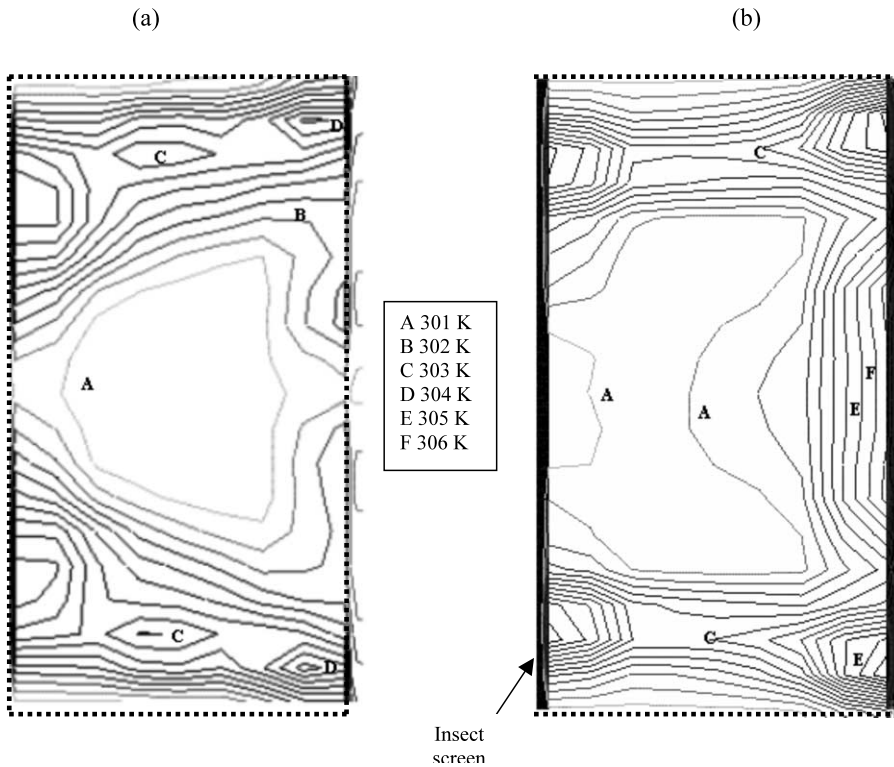 (a)
(b)
D
C
B
A
C
D
A 301 K
B 302 K
C 303 K
D 304 K
E 305 K
F 306 K
C
F
A
E
A
C
E
Insect
screen